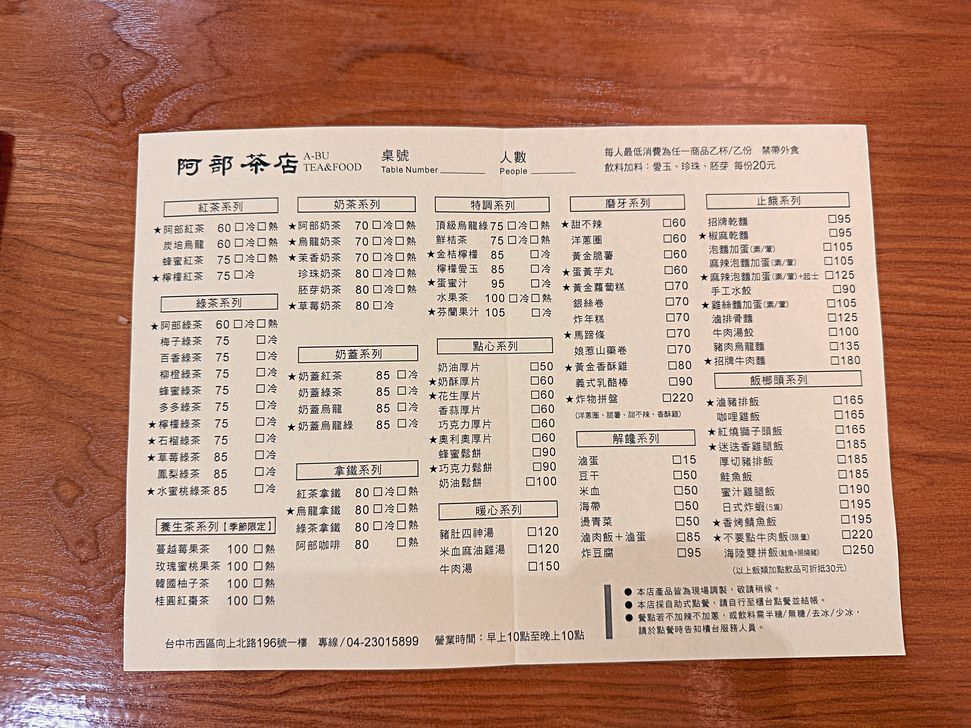 阿部茶店 A-BU TEA&FOOD
桌號 Table Number
人數 People
每人最低消費為任一商品乙杯/乙份 禁帶外食
飲料加料：愛玉、珍珠、胚芽 每份20元
紅茶系列
★阿部紅茶 60 □冷□熱
炭培烏龍 60 □冷□熱
蜂蜜紅茶 75 □冷□熱
★檸檬紅茶 75 □冷
綠茶系列
★阿部綠茶 60 □冷□熱
梅子綠茶 75 □冷
百香綠茶 75 □冷
柳橙綠茶 75 □冷
蜂蜜綠茶 75 □冷
多多綠茶 75 □冷
★檸檬綠茶 75 □冷
★石榴綠茶 75 □冷
★草莓綠茶 85 □冷
鳳梨綠茶 85 □冷
★水蜜桃綠茶 85 □冷
養生茶系列【季節限定】
蔓越莓果茶 100 □熱
玫瑰蜜桃果茶 100 □熱
韓國柚子茶 100 □熱
桂圓紅棗茶 100 □熱
奶茶系列
★阿部奶茶 70 □冷□熱
★烏龍奶茶 70 □冷□熱
★茉香奶茶 70 □冷□熱
珍珠奶茶 80 □冷□熱
胚芽奶茶 80 □冷□熱
★草莓奶茶 80 □冷
奶蓋系列
★奶蓋紅茶 85 □冷
奶蓋綠茶 85 □冷
奶蓋烏龍 85 □冷
★奶蓋烏龍綠 85 □冷
拿鐵系列
紅茶拿鐵 80 □冷□熱
★烏龍拿鐵 80 □冷□熱
綠茶拿鐵 80 □冷□熱
阿部咖啡 80 □熱
特調系列
頂級烏龍綠 75 □冷□熱
鮮桔茶 75 □冷□熱
★金桔檸檬 85 □冷
檸檬愛玉 85 □冷
★蛋蜜汁 95 □冷
水果茶 100 □冷□熱
★芬蘭果汁 105 □冷
點心系列
奶油厚片 □50
★奶酥厚片 □60
★花生厚片 □60
香蒜厚片 □60
巧克力厚片 □60
★奧利奧厚片 □60
蜂蜜鬆餅 □90
★巧克力鬆餅 □90
奶油鬆餅 □100
暖心系列
豬肚四神湯 □120
米血麻油雞湯 □120
牛肉湯 □150
磨牙系列
★甜不辣 □60
洋蔥圈 □60
黃金脆薯 □60
★蛋黃芋丸 □60
★黃金蘿蔔糕 □70
銀絲卷 □70
炸年糕 □70
★馬蹄條 □70
娘惹山藥卷 □70
★黃金香酥雞 □80
義式乳酪棒 □90
★炸物拼盤 □220
(洋蔥圈、脆薯、甜不辣、香酥雞)
解饞系列
滷蛋 □15
豆干 □50
米血 □50
海帶 □50
燙青菜 □50
滷肉飯＋滷蛋 □85
炸豆腐 □95
止餓系列
招牌乾麵 □95
★椒麻乾麵 □95
泡麵加蛋(素/葷) □105
麻辣泡麵加蛋(素/葷) □105
★麻辣泡麵加蛋(素/葷)+起士 □125
手工水餃 □90
★雞絲麵加蛋(素/葷) □105
滷排骨麵 □125
牛肉湯餃 □100
豬肉烏龍麵 □135
★招牌牛肉麵 □180
飯榔頭系列
★滷豬排飯 □165
咖哩雞飯 □165
★紅燒獅子頭飯 □165
★迷迭香雞腿飯 □185
厚切豬排飯 □185
鮭魚飯 □185
蜜汁雞腿飯 □190
日式炸蝦(5隻) □195
★香烤鯖魚飯 □195
★不要點牛肉飯(限量) □220
海陸雙拼飯(鮭魚+照燒豬) □250
(以上飯類加點飲品可折抵30元)
●本店產品皆為現場調製，敬請稍候。
●本店採自助式點餐，請自行至櫃台點餐並結帳。
●餐點若不加辣不加蔥，或飲料需半糖/無糖/去冰/少冰，
請於點餐時告知櫃台服務人員。
台中市西區向上北路196號一樓 專線/04-23015899 營業時間：早上10點至晚上10點